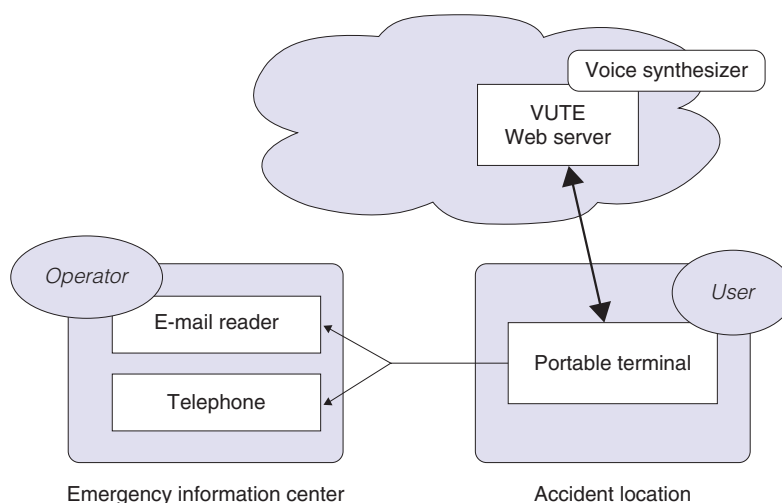 Voice synthesizer
VUTE
Web server
Operator
User
E-mail reader
Portable terminal
Telephone
Emergency information center
Accident location